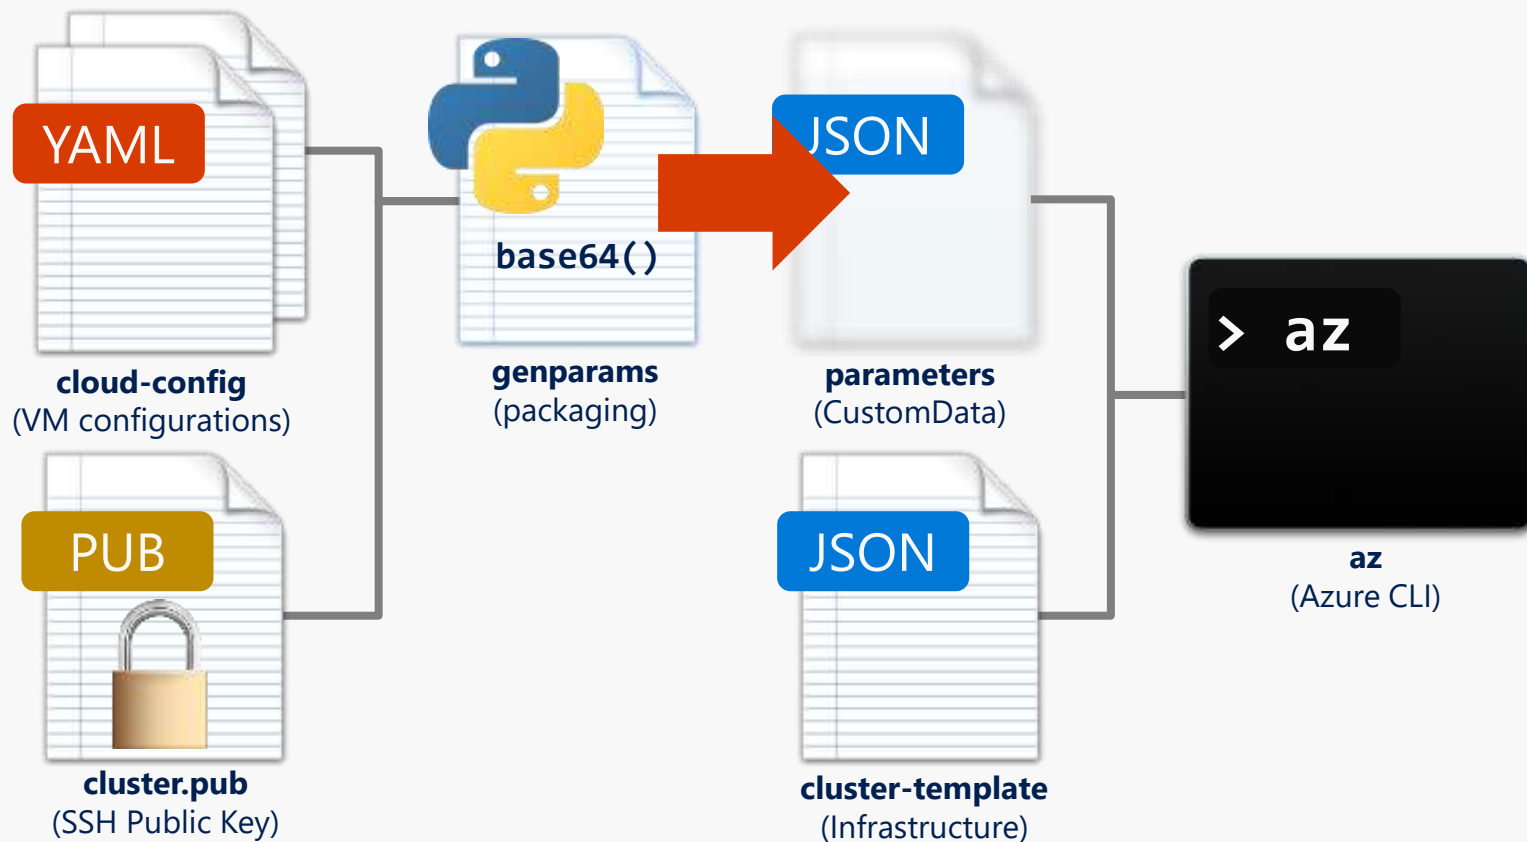 YAML
cloud-config
(VM configurations)
PUB
cluster.pub
(SSH Public Key)
base64()
genparams
(packaging)
JSON
parameters
(CustomData)
JSON
cluster-template
(Infrastructure)
> az
az
(Azure CLI)